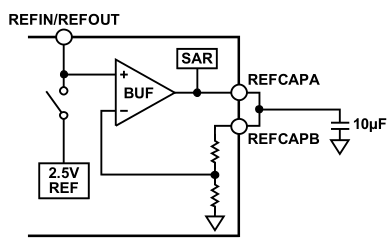 REFIN/REFOUT
SAR
+
BUF
−
REFCAPA
REFCAPB
10µF
2.5V
REF